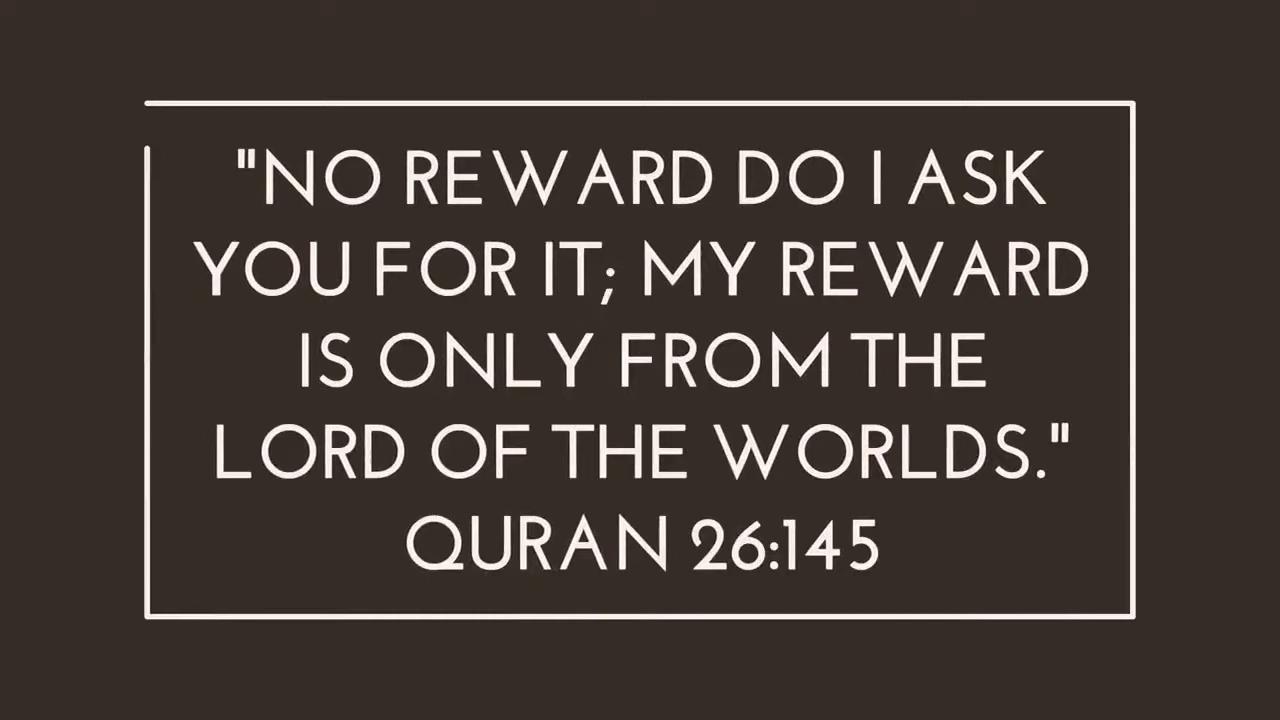 "NO REWARD DO I ASK
YOU FOR IT; MY REWARD
IS ONLY FROM THE
LORD OF THE WORLDS."
QURAN 26:145